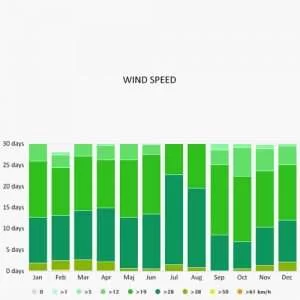 WIND SPEED
30 days
25 days
20 days
15 days
10 days
5 days
0 days
Jan Feb Mar Apr May Jun Jul Aug Sep Oct Nov Dec
0 >1 >5 >12 >19 >28 >38 >50 >61 km/h